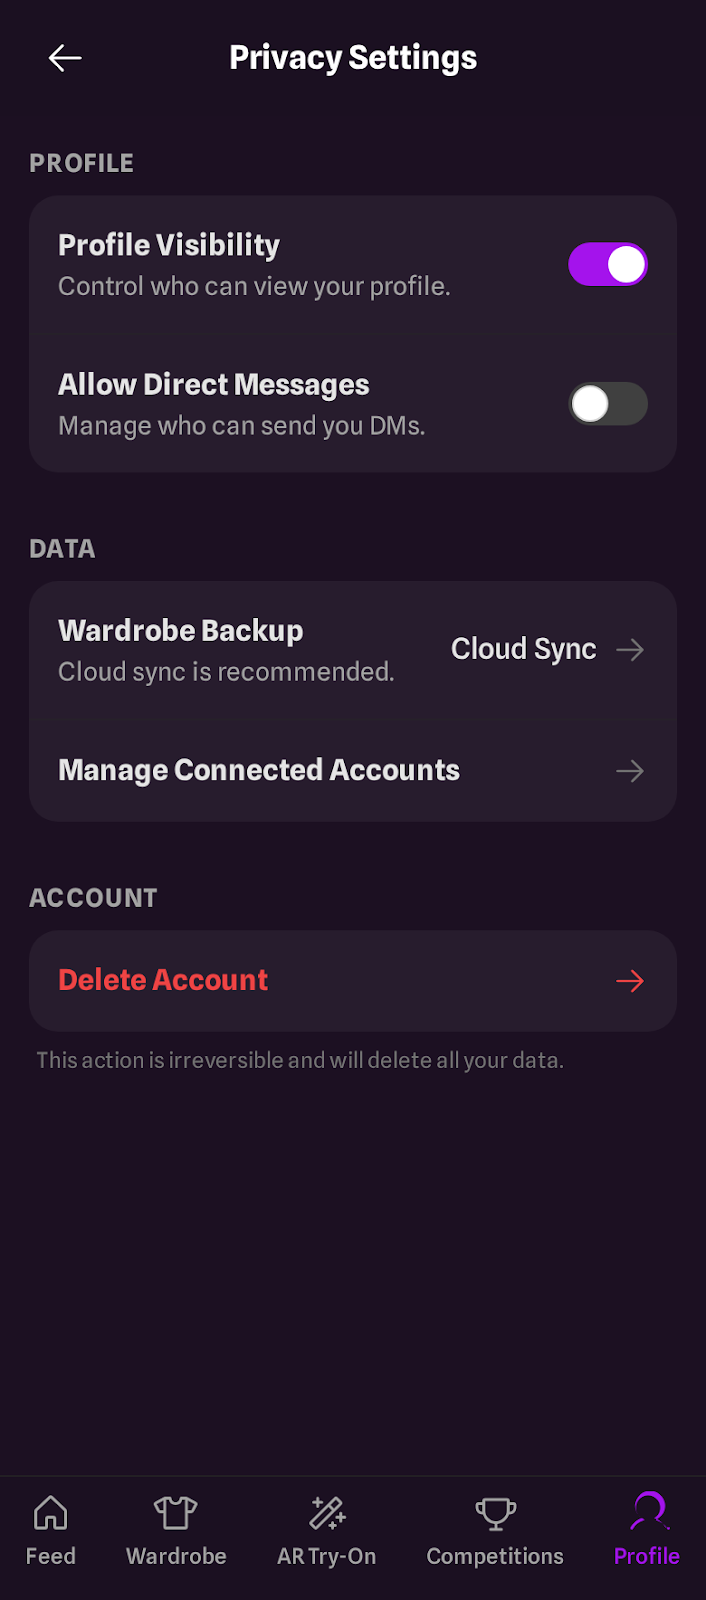 Privacy Settings
PROFILE
Profile Visibility
Control who can view your profile.
Allow Direct Messages
Manage who can send you DMs.
DATA
Wardrobe Backup
Cloud sync is recommended.
Cloud Sync
Manage Connected Accounts
ACCOUNT
Delete Account
This action is irreversible and will delete all your data.
Feed
Wardrobe
AR Try-On
Competitions
Profile